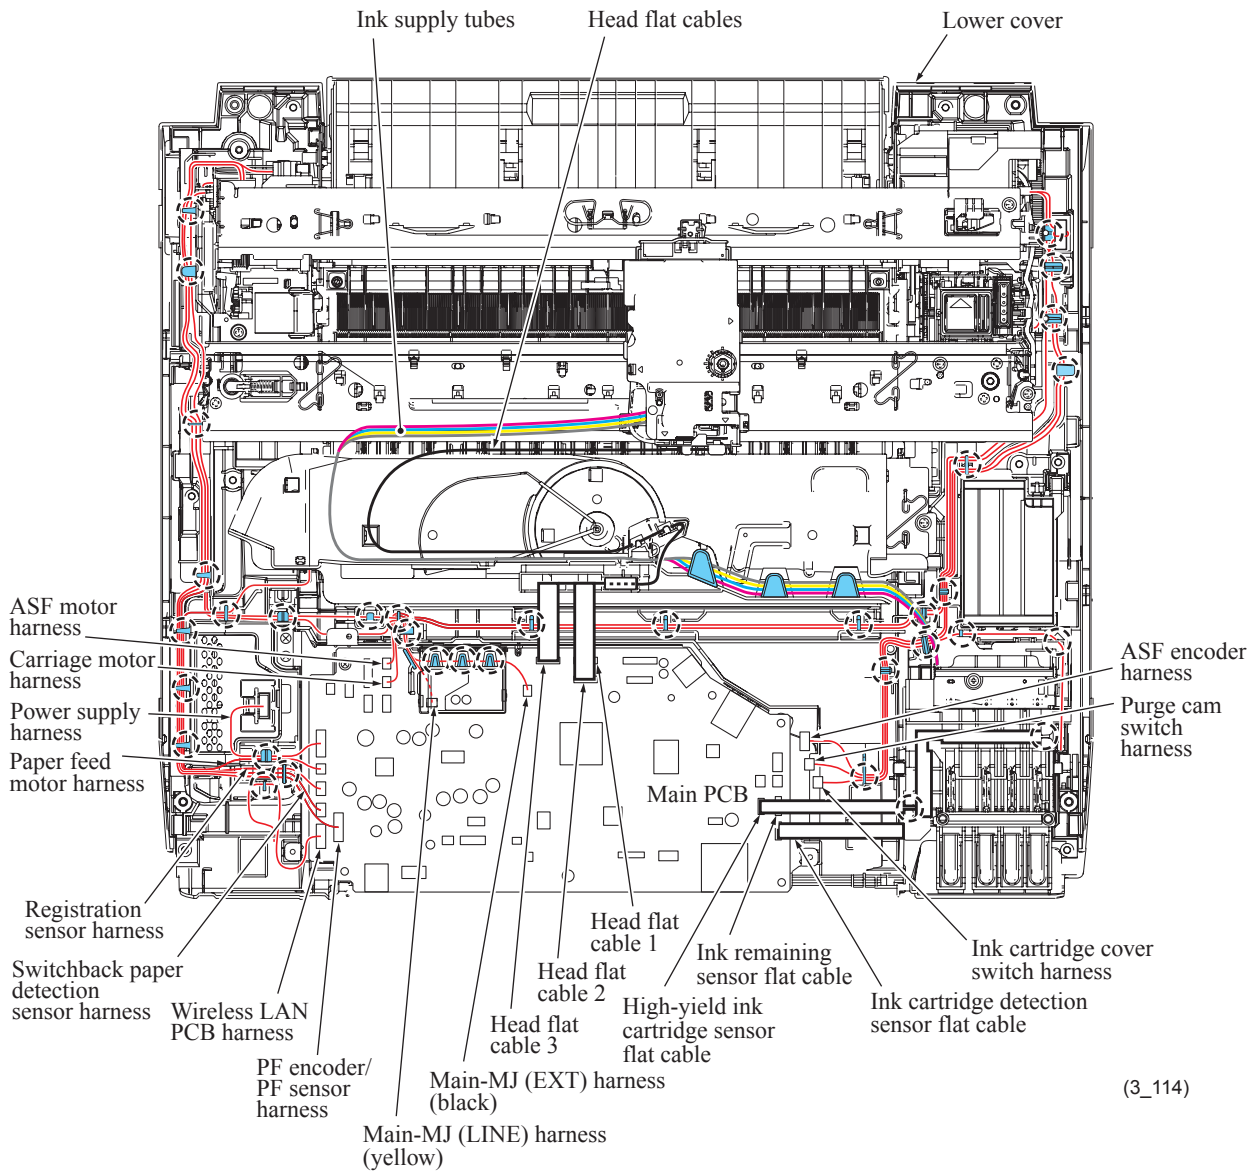 Ink supply tubes
Head flat cables
Lower cover
ASF motor
harness
Carriage motor
harness
Power supply
harness
Paper feed
motor harness
ASF encoder
harness
Purge cam
switch
harness
Main PCB
Registration
sensor harness
Switchback paper
detection
sensor harness
Wireless LAN
PCB harness
PF encoder/
PF sensor
harness
Main-MJ (LINE) harness
(yellow)
Main-MJ (EXT) harness
(black)
Head flat
cable 3
Head flat
cable 2
Head flat
cable 1
High-yield ink
cartridge sensor
flat cable
Ink remaining
sensor flat cable
Ink cartridge detection
sensor flat cable
Ink cartridge cover
switch harness
(3_114)